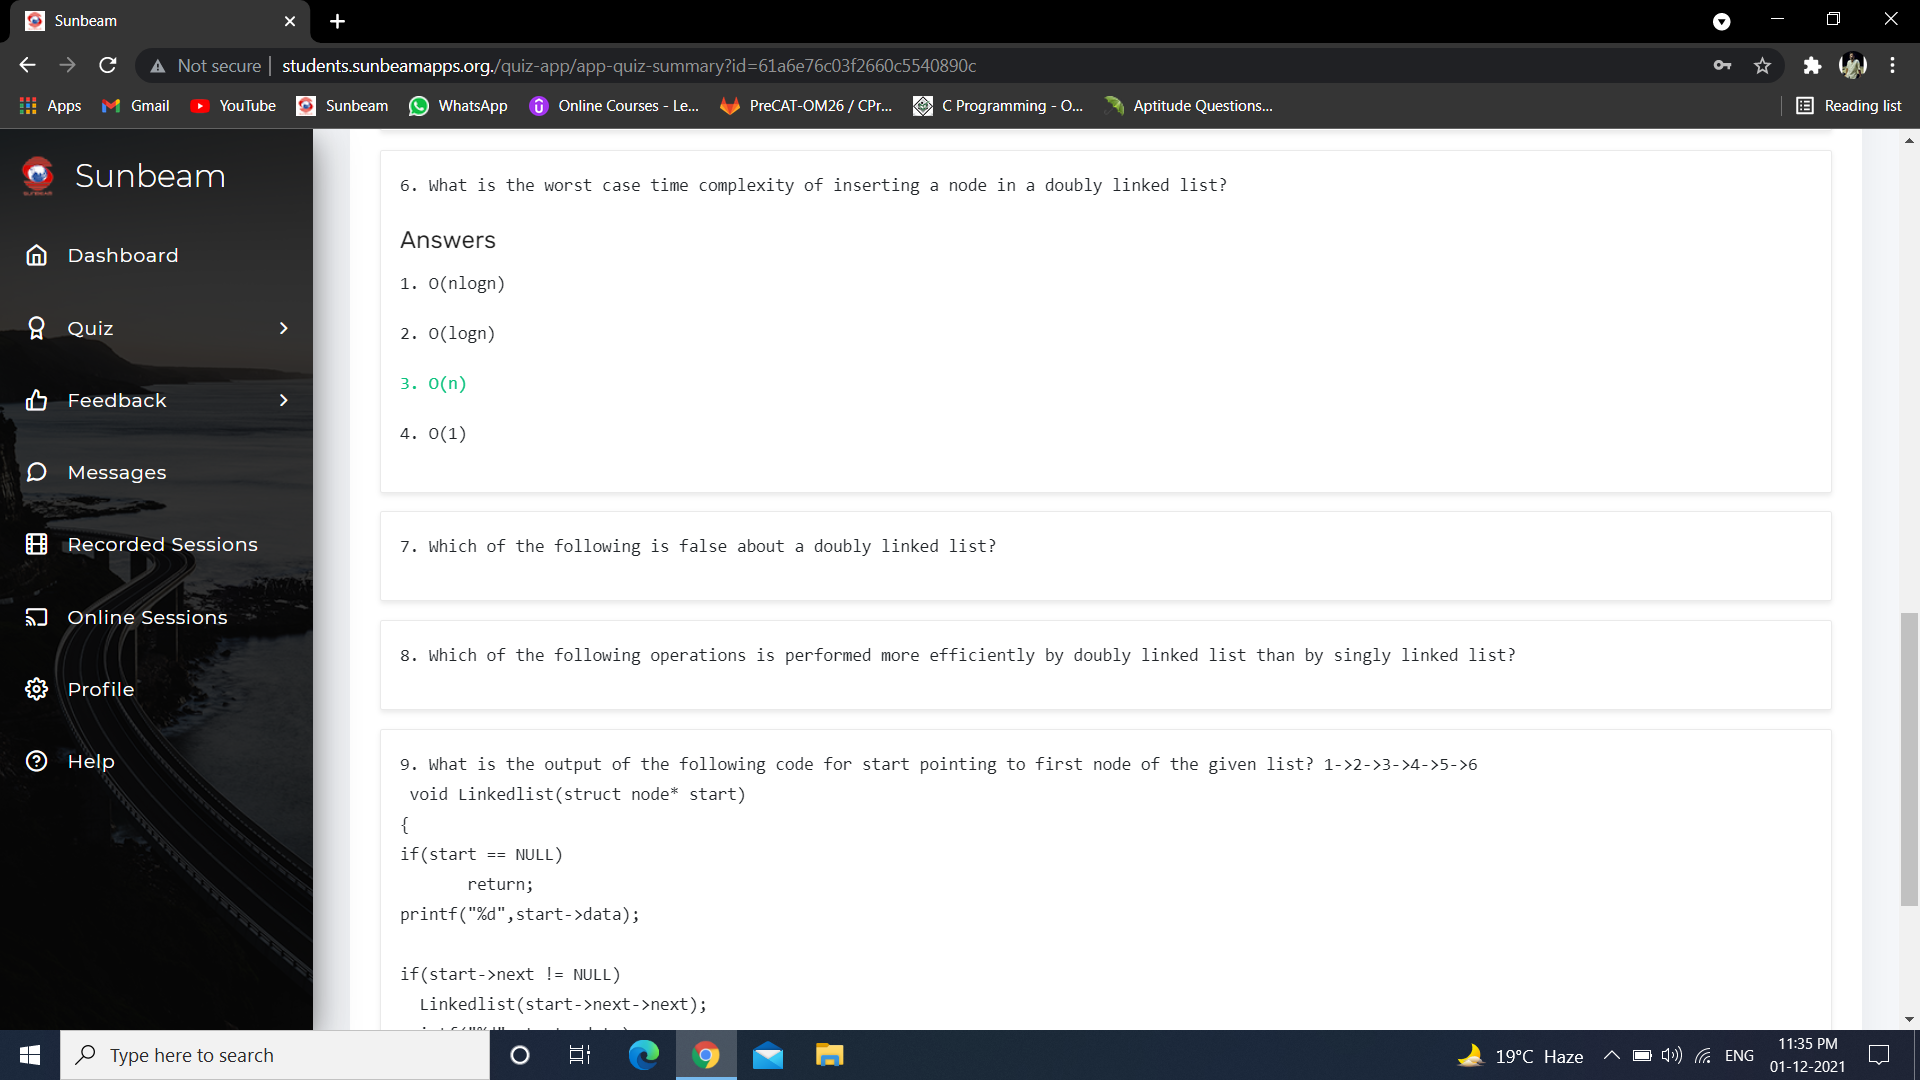 Sunbeam
Not secure
students.sunbeamapps.org./quiz-app/app-quiz-summary?id=61a6e76c03f2660c5540890c
Apps
Gmail
YouTube
Sunbeam
WhatsApp
Online Courses - Le...
PreCAT-OM26 / CPr...
C Programming - O...
Aptitude Questions...
Reading list
Sunbeam
Dashboard
Quiz
Feedback
Messages
Recorded Sessions
Online Sessions
Profile
Help
6. What is the worst case time complexity of inserting a node in a doubly linked list?
Answers
1. O(nlogn)
2. O(logn)
3. O(n)
4. O(1)
7. Which of the following is false about a doubly linked list?
8. Which of the following operations is performed more efficiently by doubly linked list than by singly linked list?
9. What is the output of the following code for start pointing to first node of the given list? 1->2->3->4->5->6
void Linkedlist(struct node* start)
{
if(start == NULL)
return;
printf("%d",start->data);
if(start->next != NULL)
Linkedlist(start->next->next);
Type here to search
19°C Haze
ENG
11:35 PM
01-12-2021